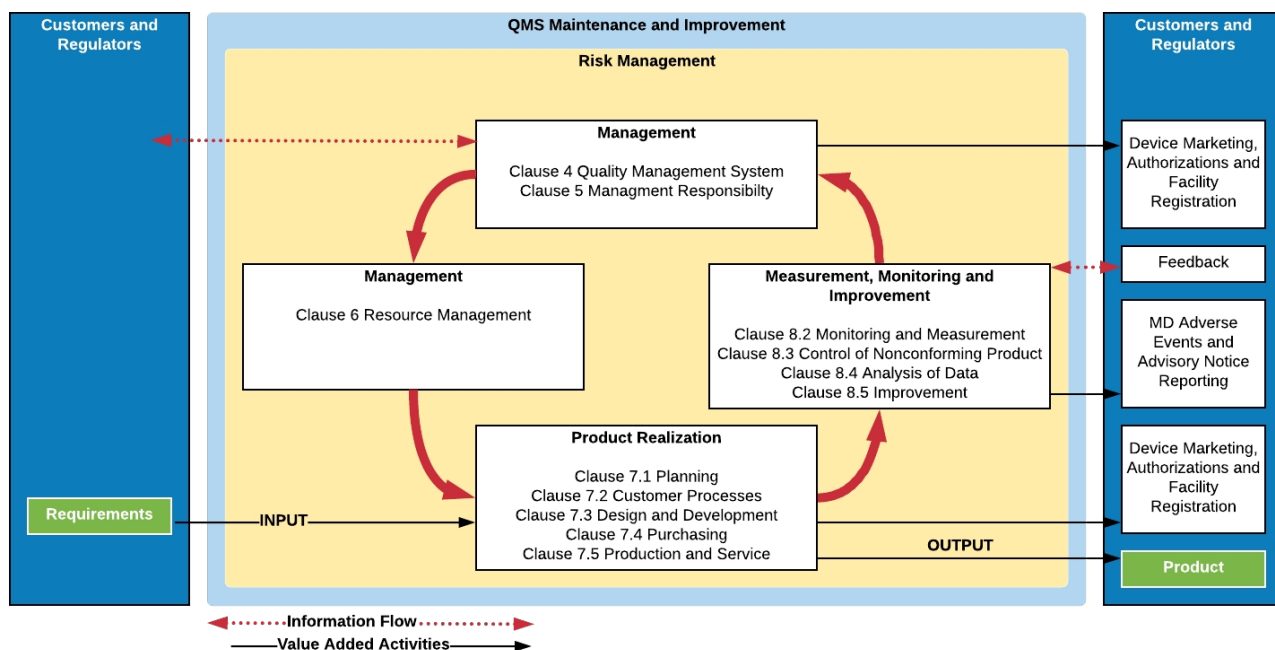 Customers and
Regulators
QMS Maintenance and Improvement
Risk Management
Customers and
Regulators
Management
Clause 4 Quality Management System
Clause 5 Managment Responsibilty
Device Marketing,
Authorizations and
Facility
Registration
Feedback
Management
Clause 6 Resource Management
Measurement, Monitoring and
Improvement
Clause 8.2 Monitoring and Measurement
Clause 8.3 Control of Nonconforming Product
Clause 8.4 Analysis of Data
Clause 8.5 Improvement
MD Adverse
Events and
Advisory Notice
Reporting
Product Realization
Clause 7.1 Planning
Clause 7.2 Customer Processes
Clause 7.3 Design and Development
Clause 7.4 Purchasing
Clause 7.5 Production and Service
Device Marketing,
Authorizations and
Facility
Registration
Requirements
INPUT
OUTPUT
Product
Information Flow
Value Added Activities